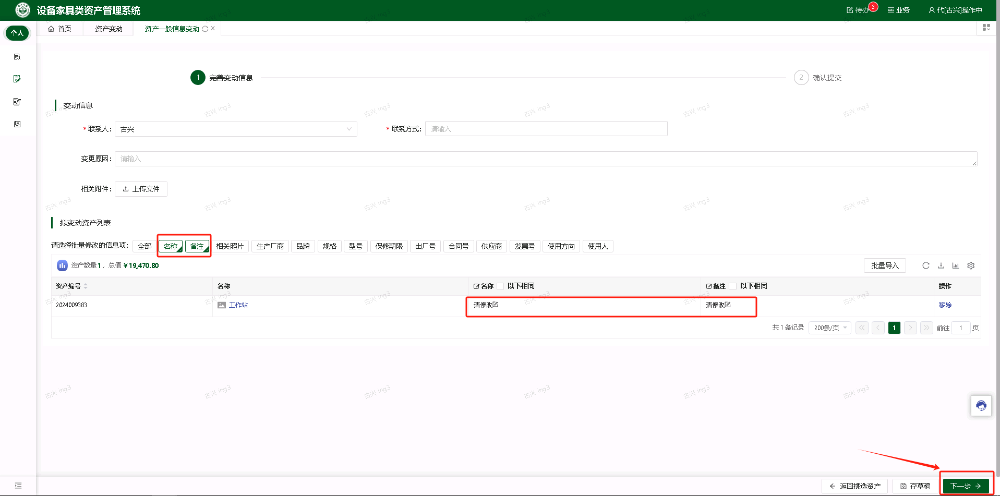 设备家具类资产管理系统
待办 3 业务 代[古兴]操作中
个人 首页 资产变动 资产一般信息变动
1 完善变动信息 2 确认提交
变动信息
* 联系人: 古兴 * 联系方式: 请输入
变更原因: 请输入
相关附件: 上传文件
拟变动资产列表
请选择批量修改的信息项: 全部 名称 备注 相关照片 生产厂商 品牌 规格 型号 保修期限 出厂号 合同号 供应商 发票号 使用方向 使用人
资产数量1，总值 ￥19,470.80 批量导入
资产编号 名称 名称 以下相同 备注 以下相同 操作
2024009383 工作站 请修改 请修改 移除
共 1 条记录 200条/页 1 前往 1 页
返回挑选资产 存草稿 下一步
古兴 ing3